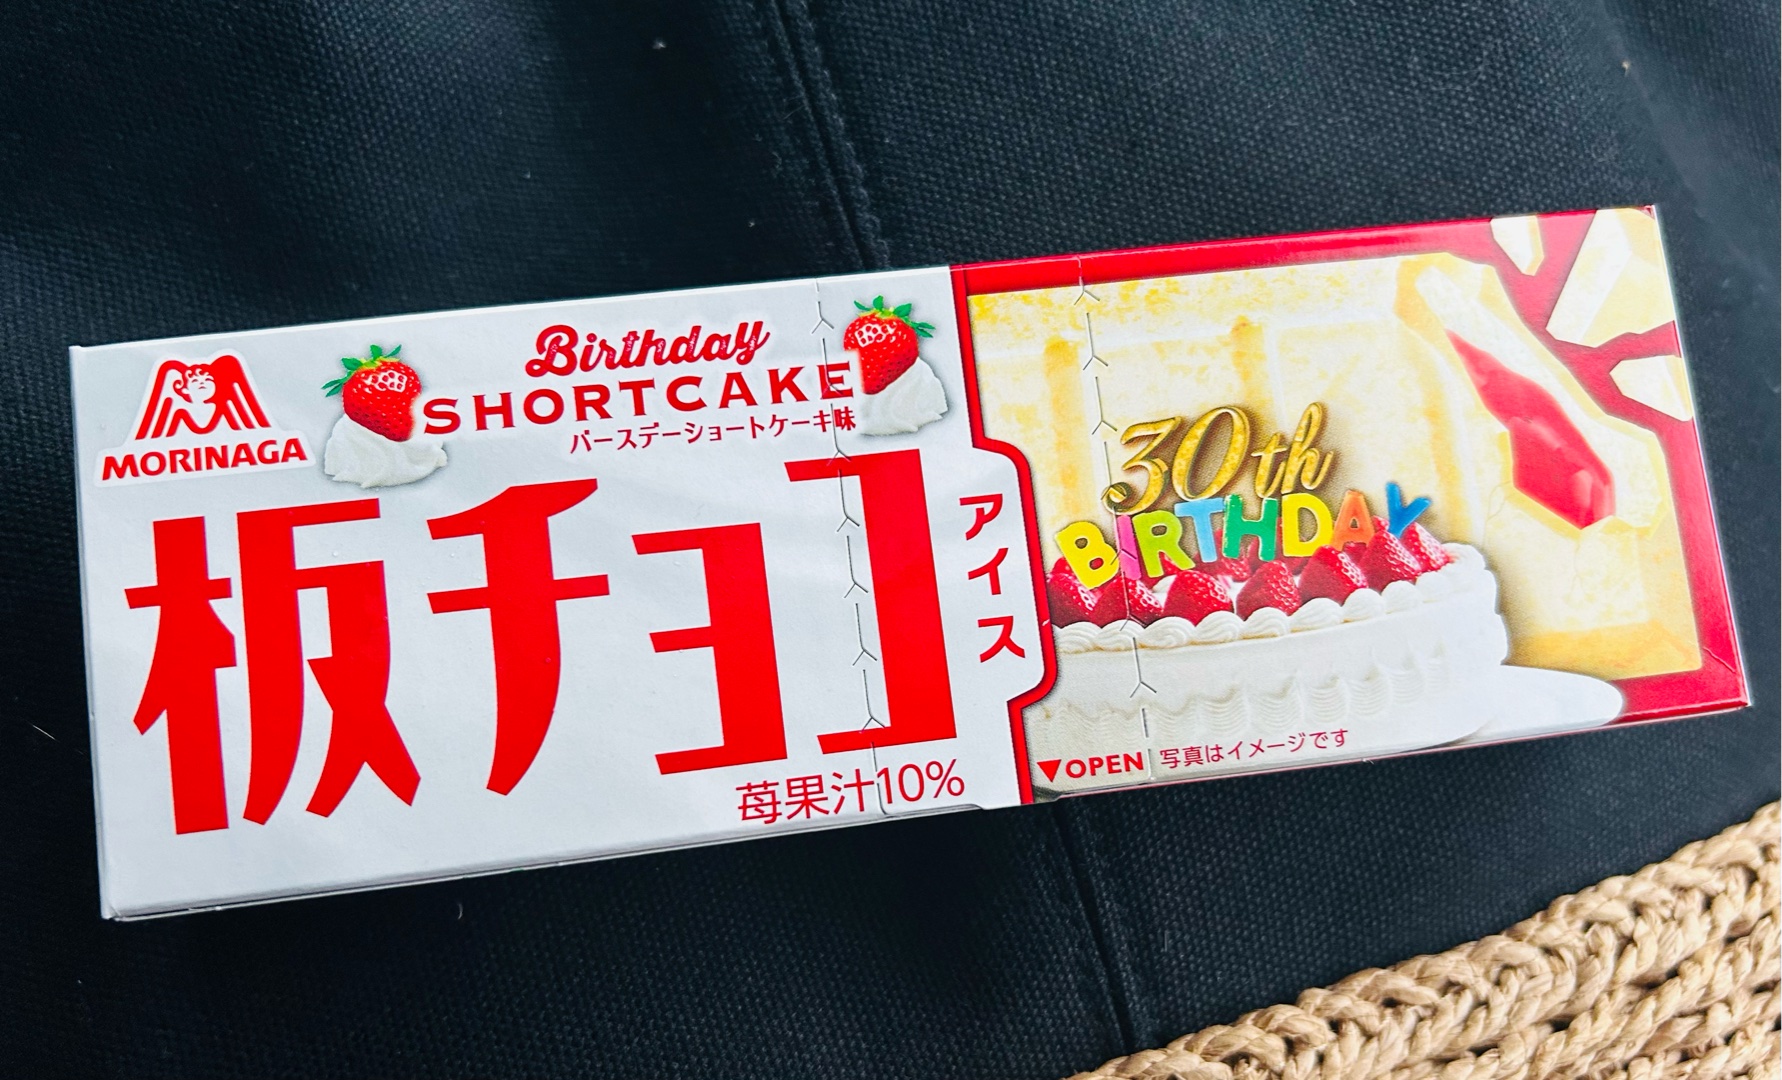 MORINAGA
Birthday
SHORTCAKE
バースデーショートケーキ味
板チョコ
アイス
苺果汁10%
30th
BIRTHDAY
▼OPEN
写真はイメージです